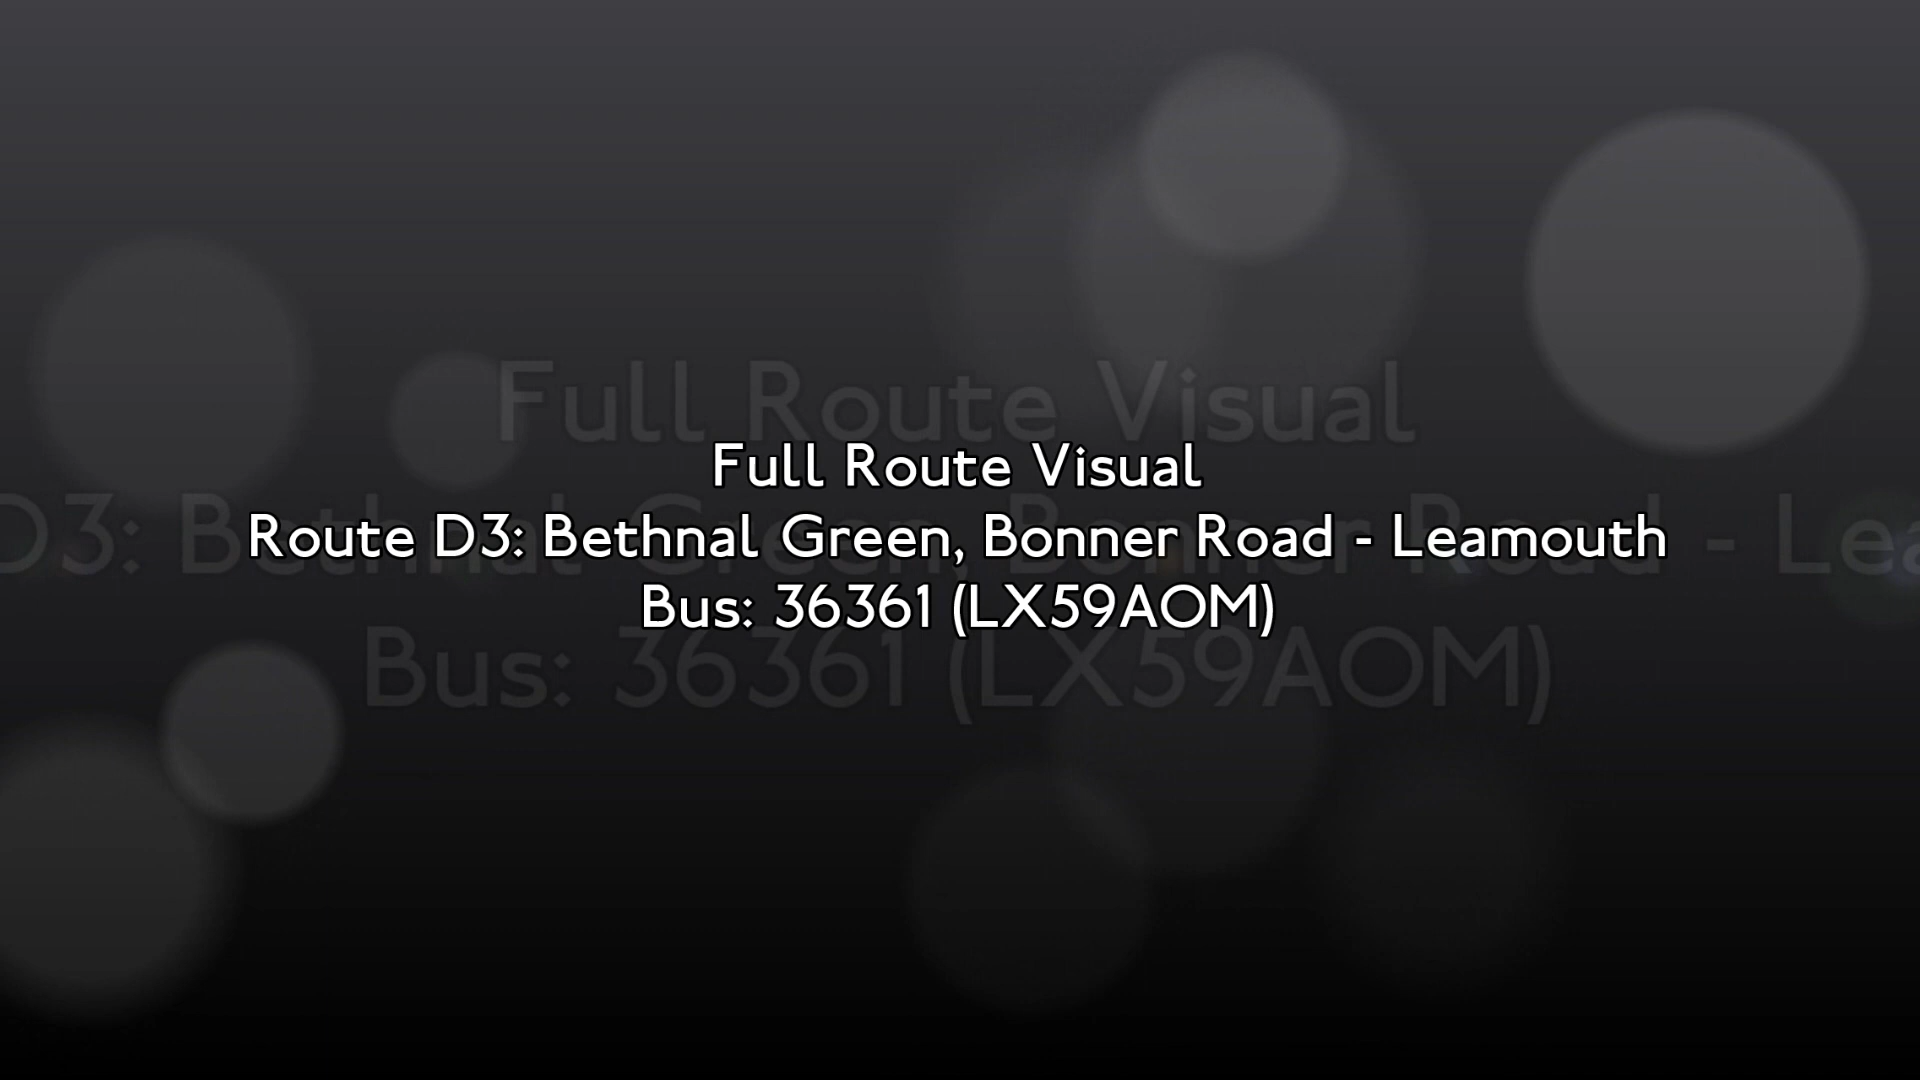 Full Route Visual
Route D3: Bethnal Green, Bonner Road - Leamouth
Bus: 36361 (LX59AOM)